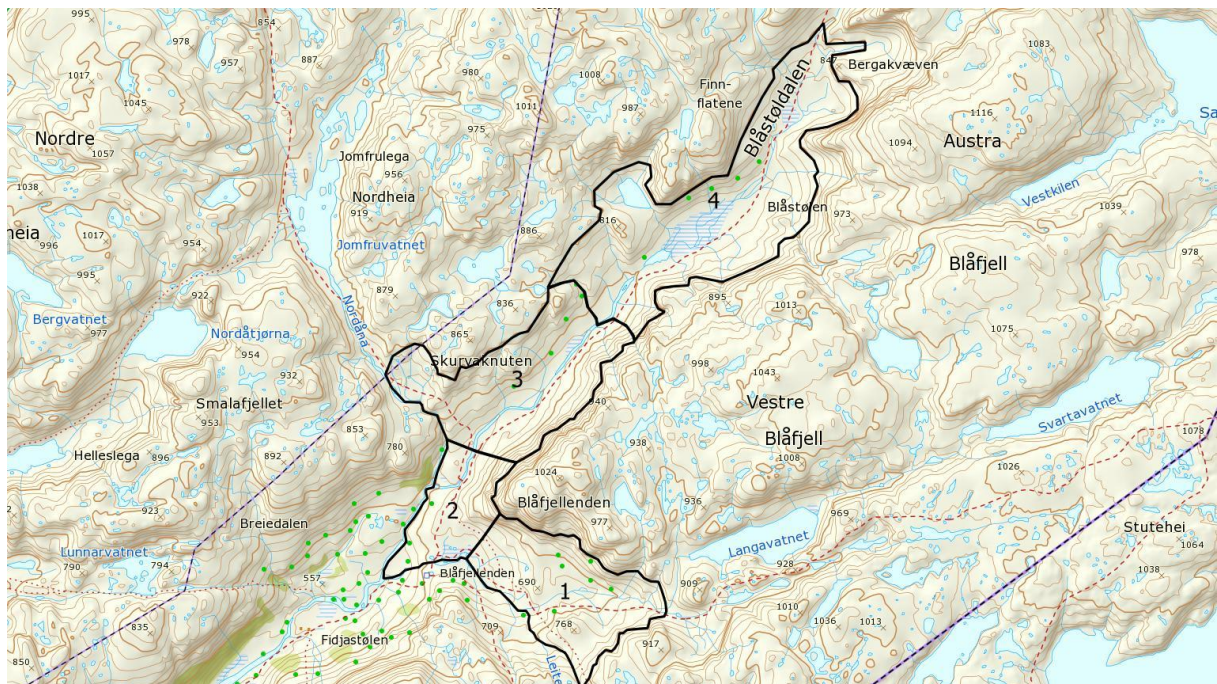 995
854
978
957
887
1017
1045
980
1008
Finn-
flatene
987
1011
847
Bergakvæven
1083
Blåstøldalen
1116
Sa
Nordre
1057
975
Austra
1094
Jomfrulega
956
1038
Nordheia
919
4
Blåstølen
973
Vestkilen
1039
816
heia
1017
996
954
Jomfruvatnet
886
978
Blåfjell
995
922
879
836
895
1013
Nordåna
Bergvatnet
977
Nordåtjørna
865
1075
954
Skurvaknuten
998
932
3
1043
Smalafjellet
953
940
Vestre
Svartavatnet
853
780
938
Blåfjell
1078
Helleslega
896
892
1024
1008
1026
923
2
Blåfjellenden
936
977
969
Breiedalen
Stutehei
Langavatnet
1064
Lunnarvatnet
790
794
928
557
Blåfjellenden
690
909
1038
1
1010
835
709
768
1036
1013
Fidjastølen
917
850
Leite